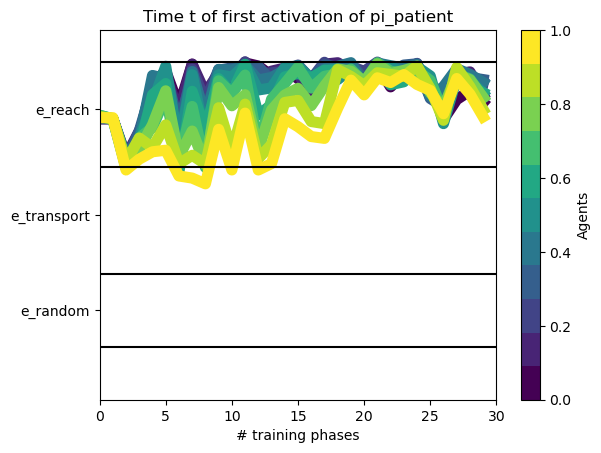 Time t of first activation of pi_patient
e_reach
e_transport
e_random
0
5
10
15
20
25
30
# training phases
1.0
0.8
0.6
0.4
0.2
0.0
Agents